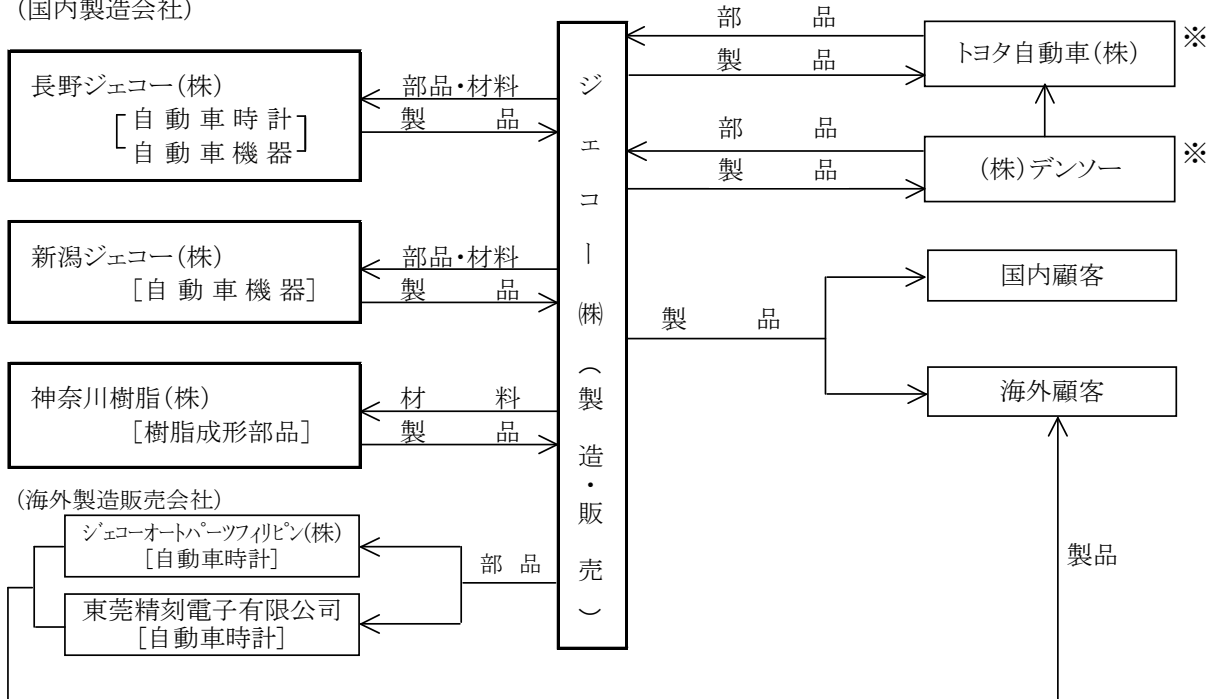 (国内製造会社)
長野ジェコー(株)
自動車時計
自動車機器
部品・材料
製品
新潟ジェコー(株)
[自動車機器]
部品・材料
製品
神奈川樹脂(株)
[樹脂成形部品]
材料
製品
(海外製造販売会社)
ジェコーオートパーツフィリピン(株)
[自動車時計]
東莞精刻電子有限公司
[自動車時計]
部品
ジェコー㈱(製造・販売)
部品
製品
トヨタ自動車(株)
※
部品
製品
(株)デンソー
※
製品
国内顧客
海外顧客
製品